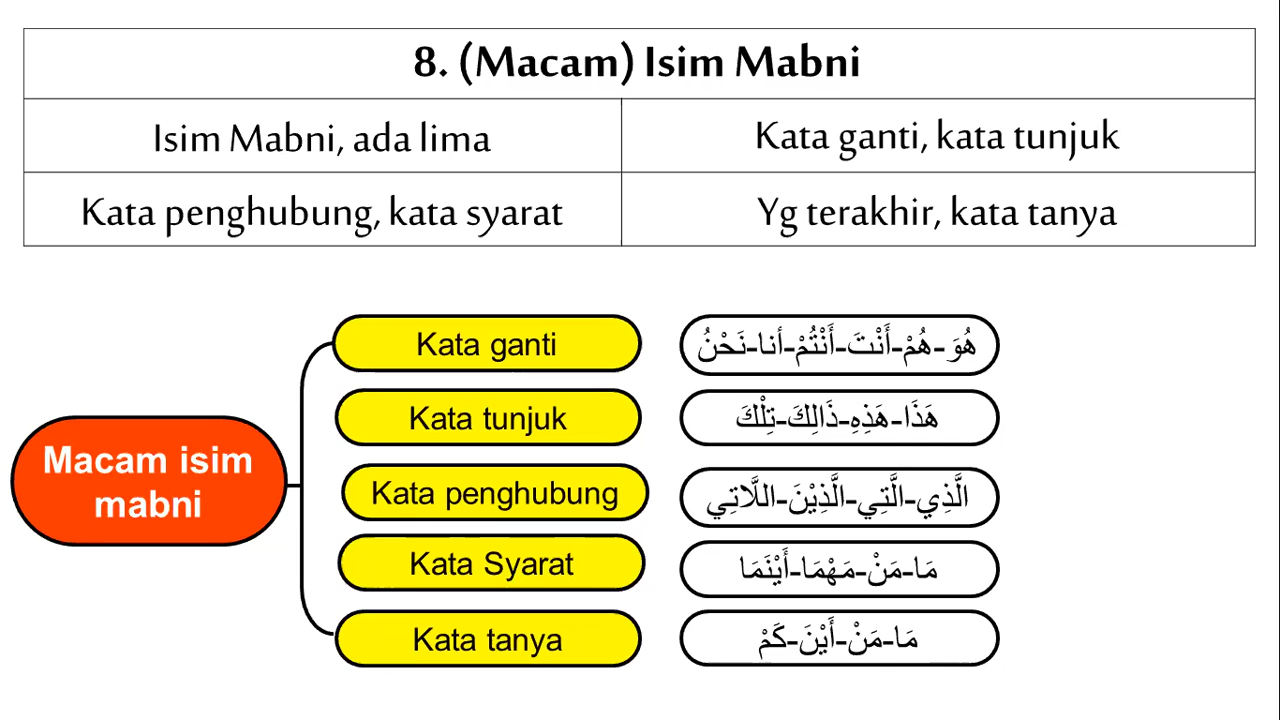 8. (Macam) Isim Mabni
Isim Mabni, ada lima
Kata ganti, kata tunjuk
Kata penghubung, kata syarat
Yg terakhir, kata tanya
Macam isim
mabni
Kata ganti
هُوَ-هُمْ-أَنْتَ-أَنْتُمْ-أنا-نَحْنُ
Kata tunjuk
هَذَا-هَذِهِ-ذَالِكَ-تِلْكَ
Kata penghubung
الَّذِي-الَّتِي-الَّذِيْنَ-اللَّاتِي
Kata Syarat
مَا-مَنْ-مَهْمَا-أَيْنَمَا
Kata tanya
مَا-مَنْ-أَيْنَ-كَمْ